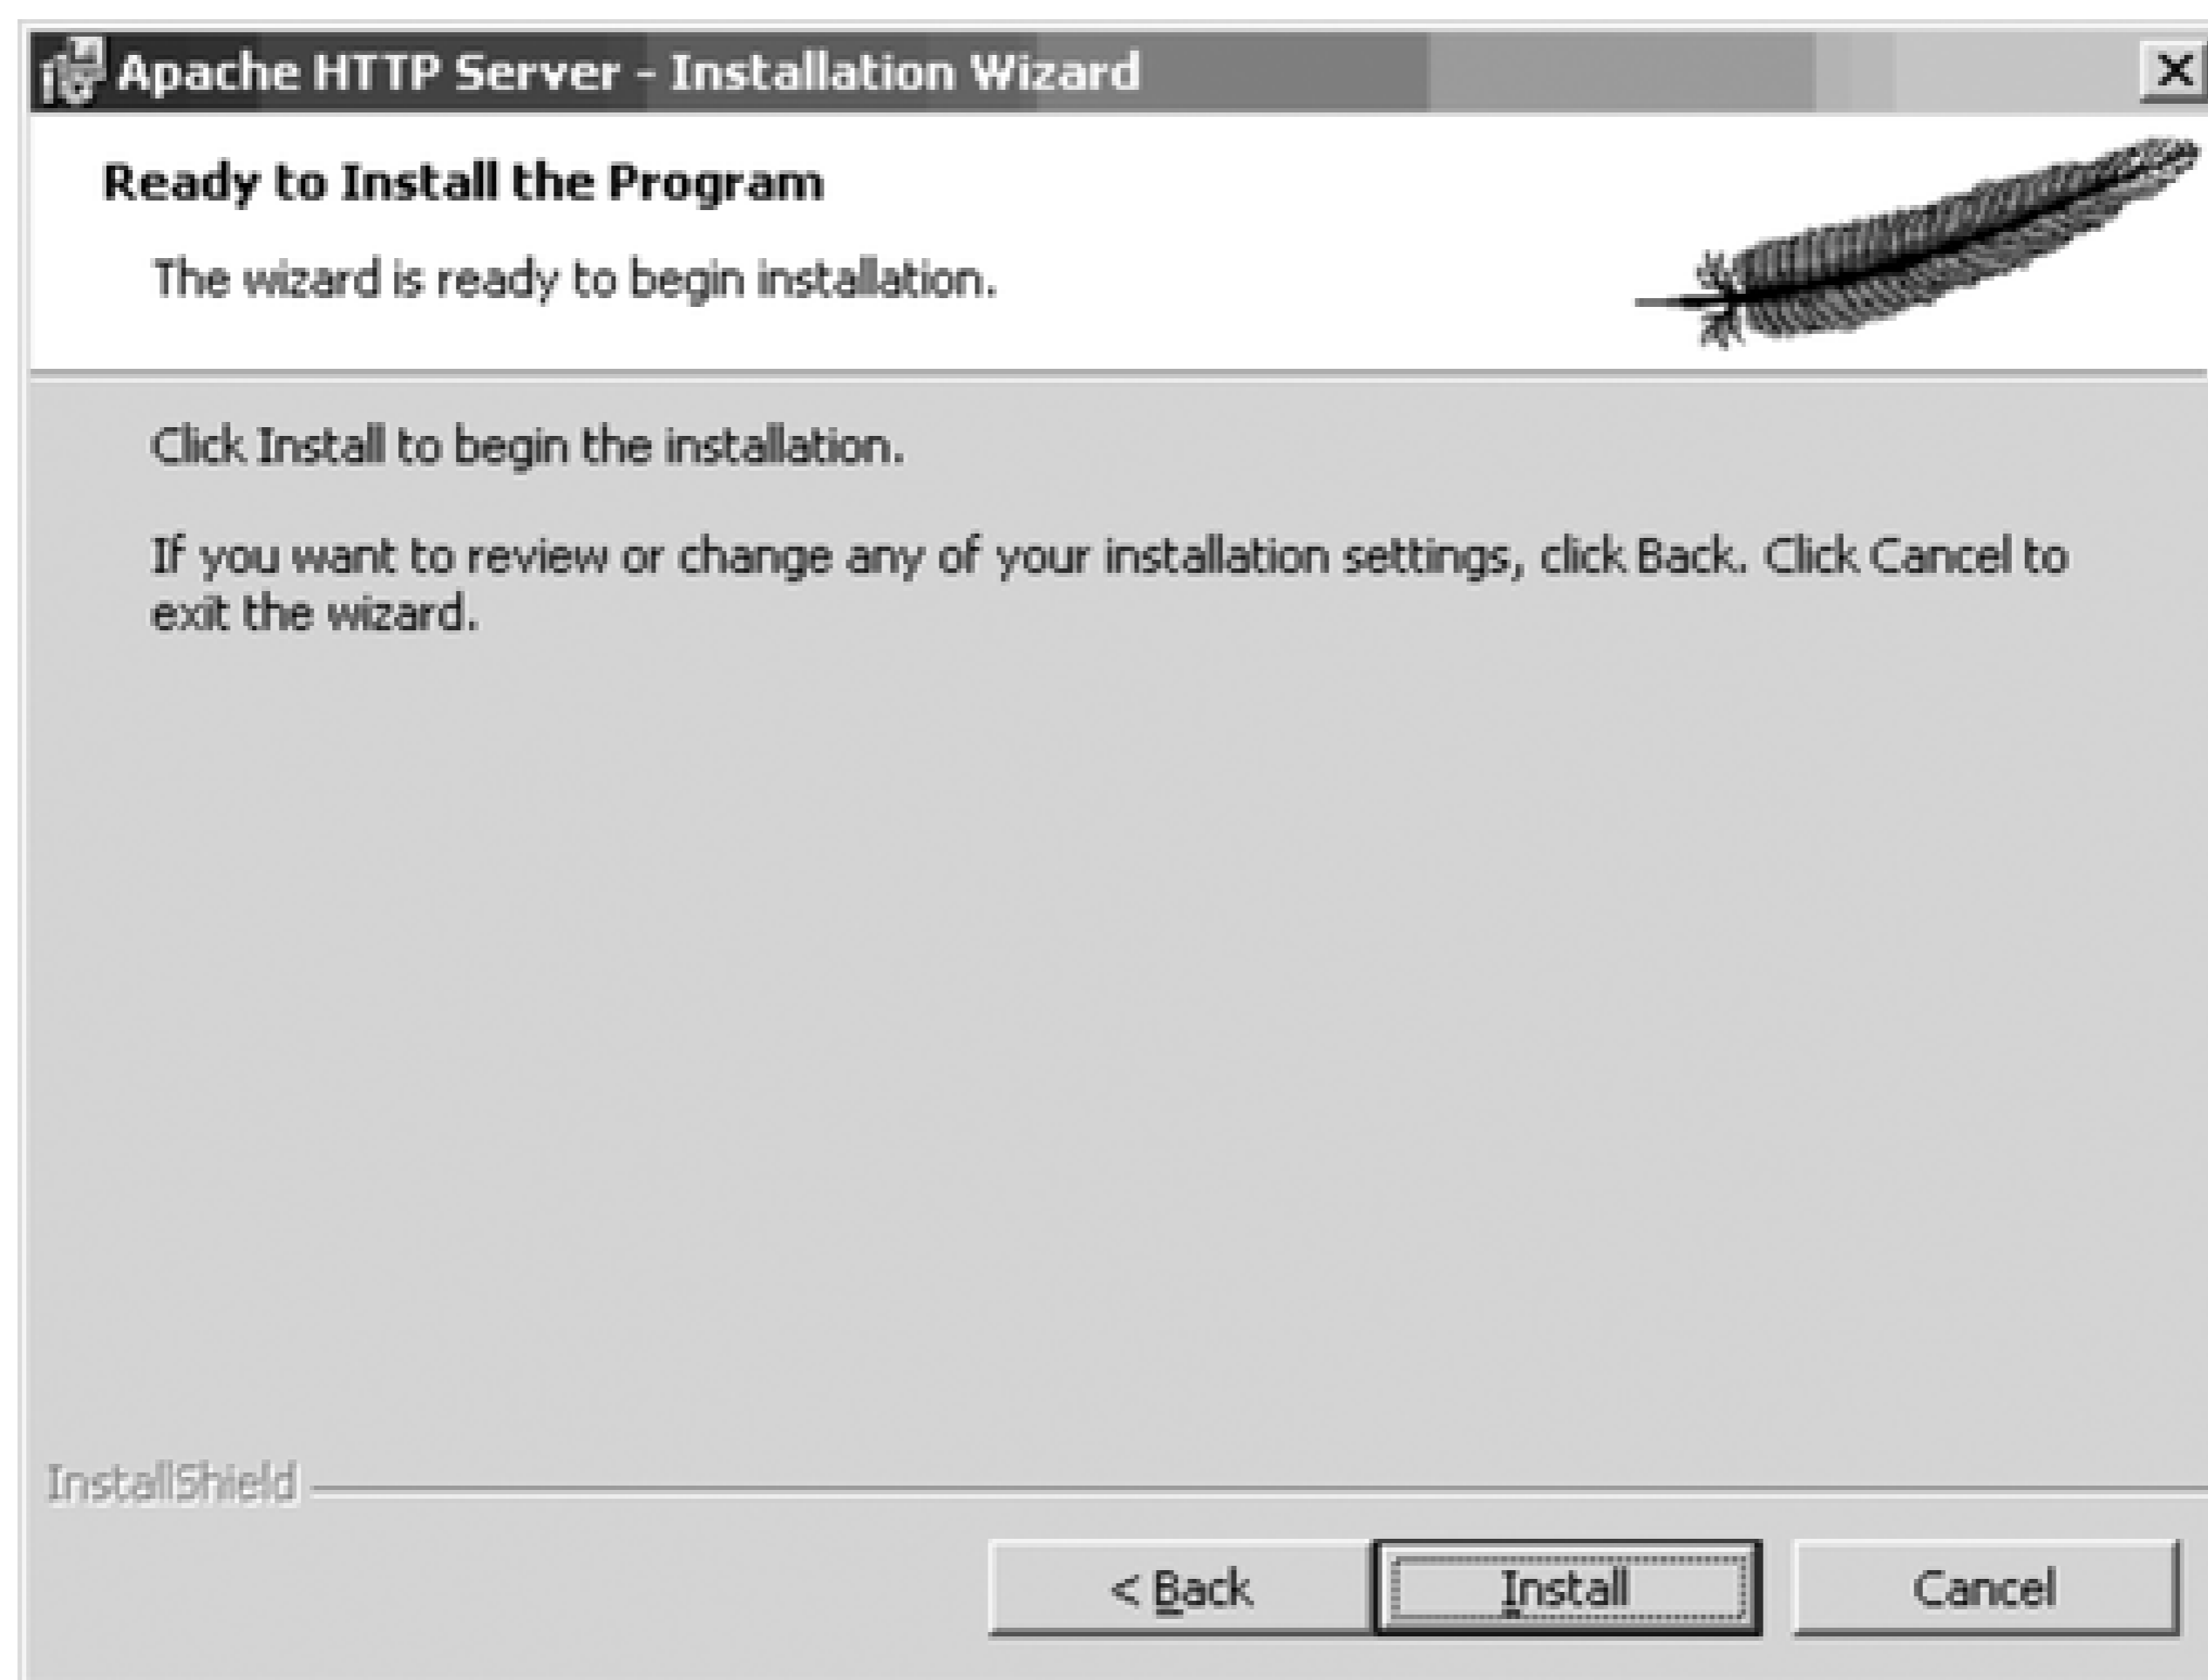 Apache HTTP Server - Installation Wizard
Ready to Install the Program
The wizard is ready to begin installation.
Click Install to begin the installation.
If you want to review or change any of your installation settings, click Back. Click Cancel to
exit the wizard.
InstallShield
< Back
Install
Cancel